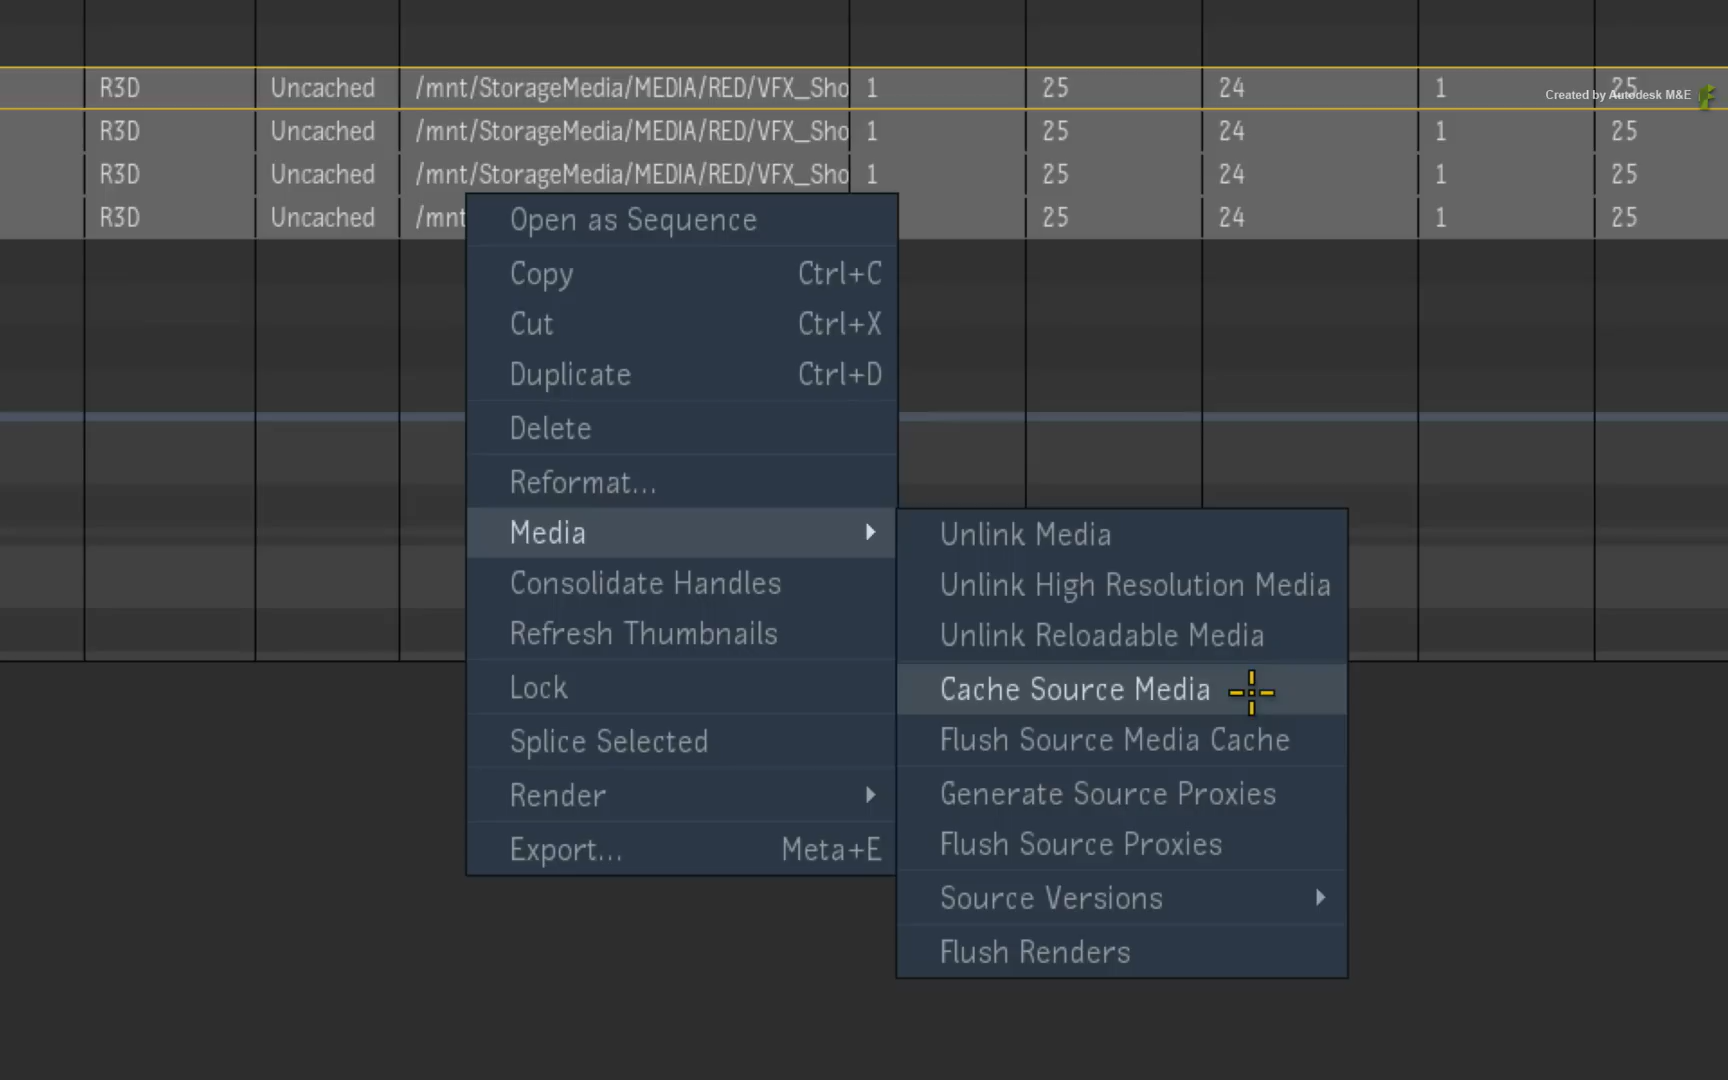 R3D Uncached /mnt/StorageMedia/MEDIA/RED/VFX_Sho 1 25 24 1 25
Created by Autodesk M&E
R3D Uncached /mnt/StorageMedia/MEDIA/RED/VFX_Sho 1 25 24 1 25
R3D Uncached /mnt/StorageMedia/MEDIA/RED/VFX_Sho 1 25 24 1 25
R3D Uncached /mnt 25 24 1 25
Open as Sequence
Copy Ctrl+C
Cut Ctrl+X
Duplicate Ctrl+D
Delete
Reformat...
Media
Consolidate Handles
Refresh Thumbnails
Lock
Splice Selected
Render
Export... Meta+E
Unlink Media
Unlink High Resolution Media
Unlink Reloadable Media
Cache Source Media
Flush Source Media Cache
Generate Source Proxies
Flush Source Proxies
Source Versions
Flush Renders